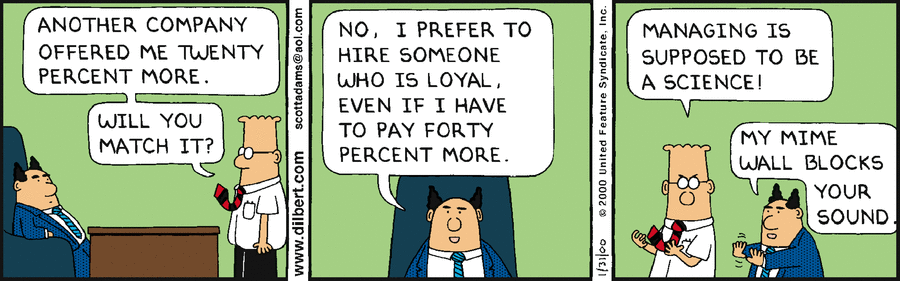 ANOTHER COMPANY
OFFERED ME TWENTY
PERCENT MORE.
WILL YOU
MATCH IT?
www.dilbert.com
scottadams@aol.com
NO, I PREFER TO
HIRE SOMEONE
WHO IS LOYAL,
EVEN IF I HAVE
TO PAY FORTY
PERCENT MORE.
1/31/00 © 2000 United Feature Syndicate, Inc.
MANAGING IS
SUPPOSED TO BE
A SCIENCE!
MY MIME
WALL BLOCKS
YOUR
SOUND.